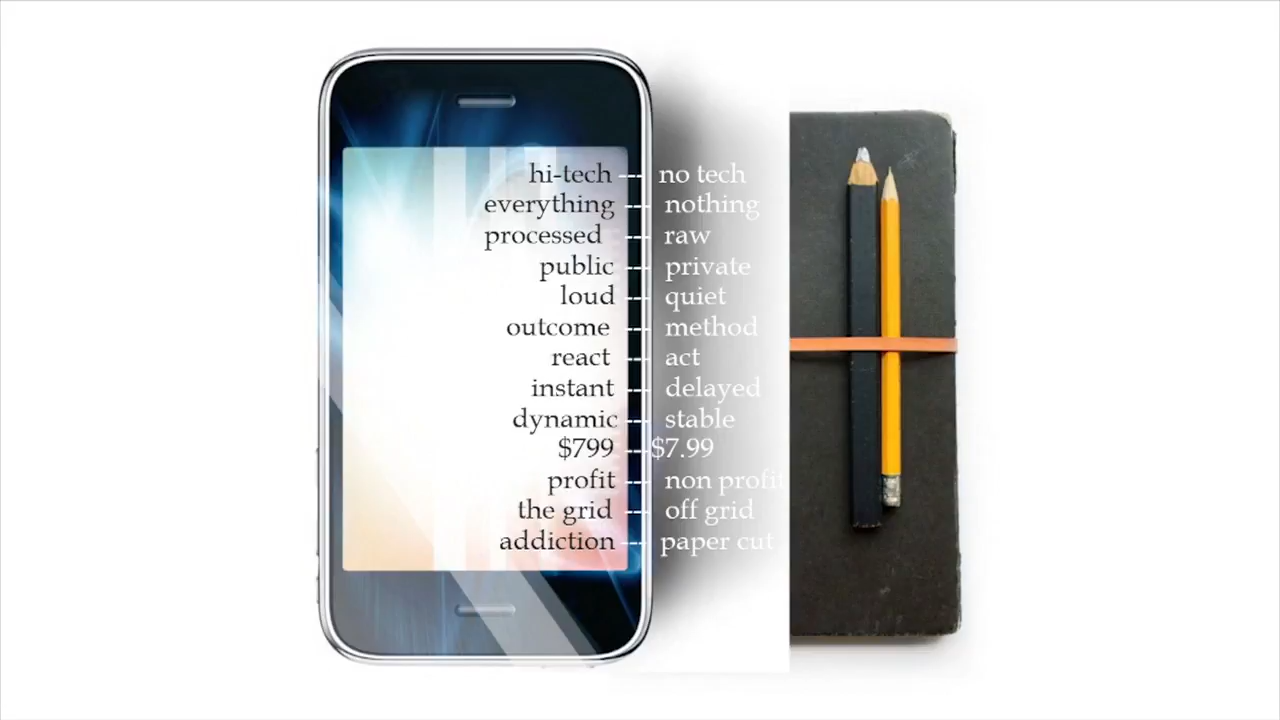 hi-tech -- no tech
everything -- nothing
processed -- raw
public -- private
loud -- quiet
outcome -- method
react -- act
instant -- delayed
dynamic -- stable
$799 -- $7.99
profit -- non profit
the grid -- off grid
addiction -- paper cut